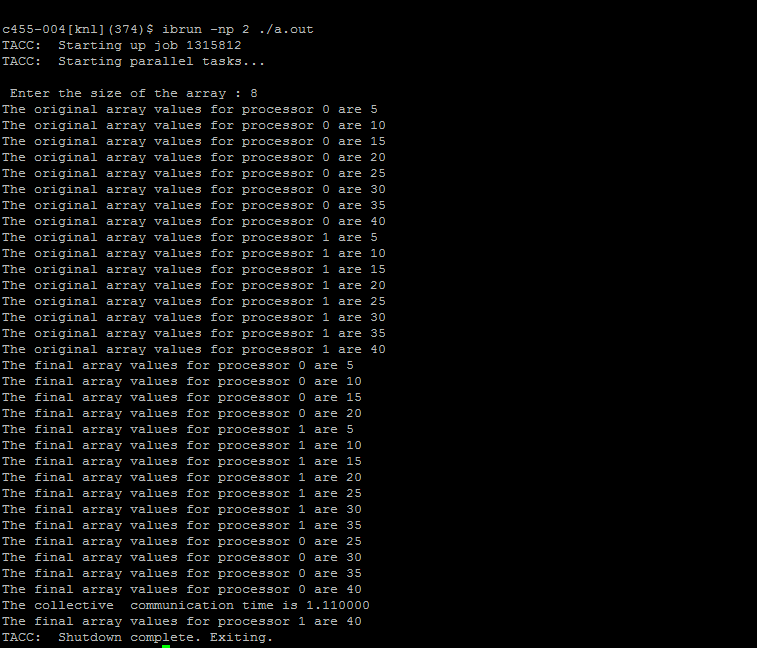 c455-004[knl](374)$ ibrun -np 2 ./a.out
TACC:  Starting up job 1315812
TACC:  Starting parallel tasks...
 Enter the size of the array : 8
The original array values for processor 0 are 5
The original array values for processor 0 are 10
The original array values for processor 0 are 15
The original array values for processor 0 are 20
The original array values for processor 0 are 25
The original array values for processor 0 are 30
The original array values for processor 0 are 35
The original array values for processor 0 are 40
The original array values for processor 1 are 5
The original array values for processor 1 are 10
The original array values for processor 1 are 15
The original array values for processor 1 are 20
The original array values for processor 1 are 25
The original array values for processor 1 are 30
The original array values for processor 1 are 35
The original array values for processor 1 are 40
The final array values for processor 0 are 5
The final array values for processor 0 are 10
The final array values for processor 0 are 15
The final array values for processor 0 are 20
The final array values for processor 1 are 5
The final array values for processor 1 are 10
The final array values for processor 1 are 15
The final array values for processor 1 are 20
The final array values for processor 1 are 25
The final array values for processor 1 are 30
The final array values for processor 1 are 35
The final array values for processor 0 are 25
The final array values for processor 0 are 30
The final array values for processor 0 are 35
The final array values for processor 0 are 40
The collective  communication time is 1.110000
The final array values for processor 1 are 40
TACC:  Shutdown complete. Exiting.